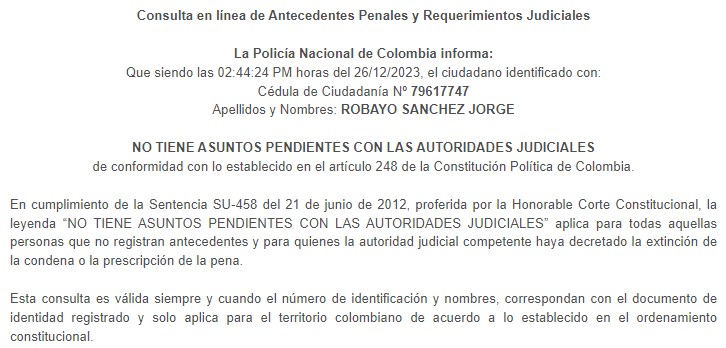 Consulta en línea de Antecedentes Penales y Requerimientos Judiciales
La Policía Nacional de Colombia informa:
Que siendo las 02:44:24 PM horas del 26/12/2023, el ciudadano identificado con:
Cédula de Ciudadanía Nº 79617747
Apellidos y Nombres: ROBAYO SANCHEZ JORGE
NO TIENE ASUNTOS PENDIENTES CON LAS AUTORIDADES JUDICIALES
de conformidad con lo establecido en el artículo 248 de la Constitución Política de Colombia.
En cumplimiento de la Sentencia SU-458 del 21 de junio de 2012, proferida por la Honorable Corte Constitucional, la
leyenda “NO TIENE ASUNTOS PENDIENTES CON LAS AUTORIDADES JUDICIALES” aplica para todas aquellas
personas que no registran antecedentes y para quienes la autoridad judicial competente haya decretado la extinción de
la condena o la prescripción de la pena.
Esta consulta es válida siempre y cuando el número de identificación y nombres, correspondan con el documento de
identidad registrado y solo aplica para el territorio colombiano de acuerdo a lo establecido en el ordenamiento
constitucional.